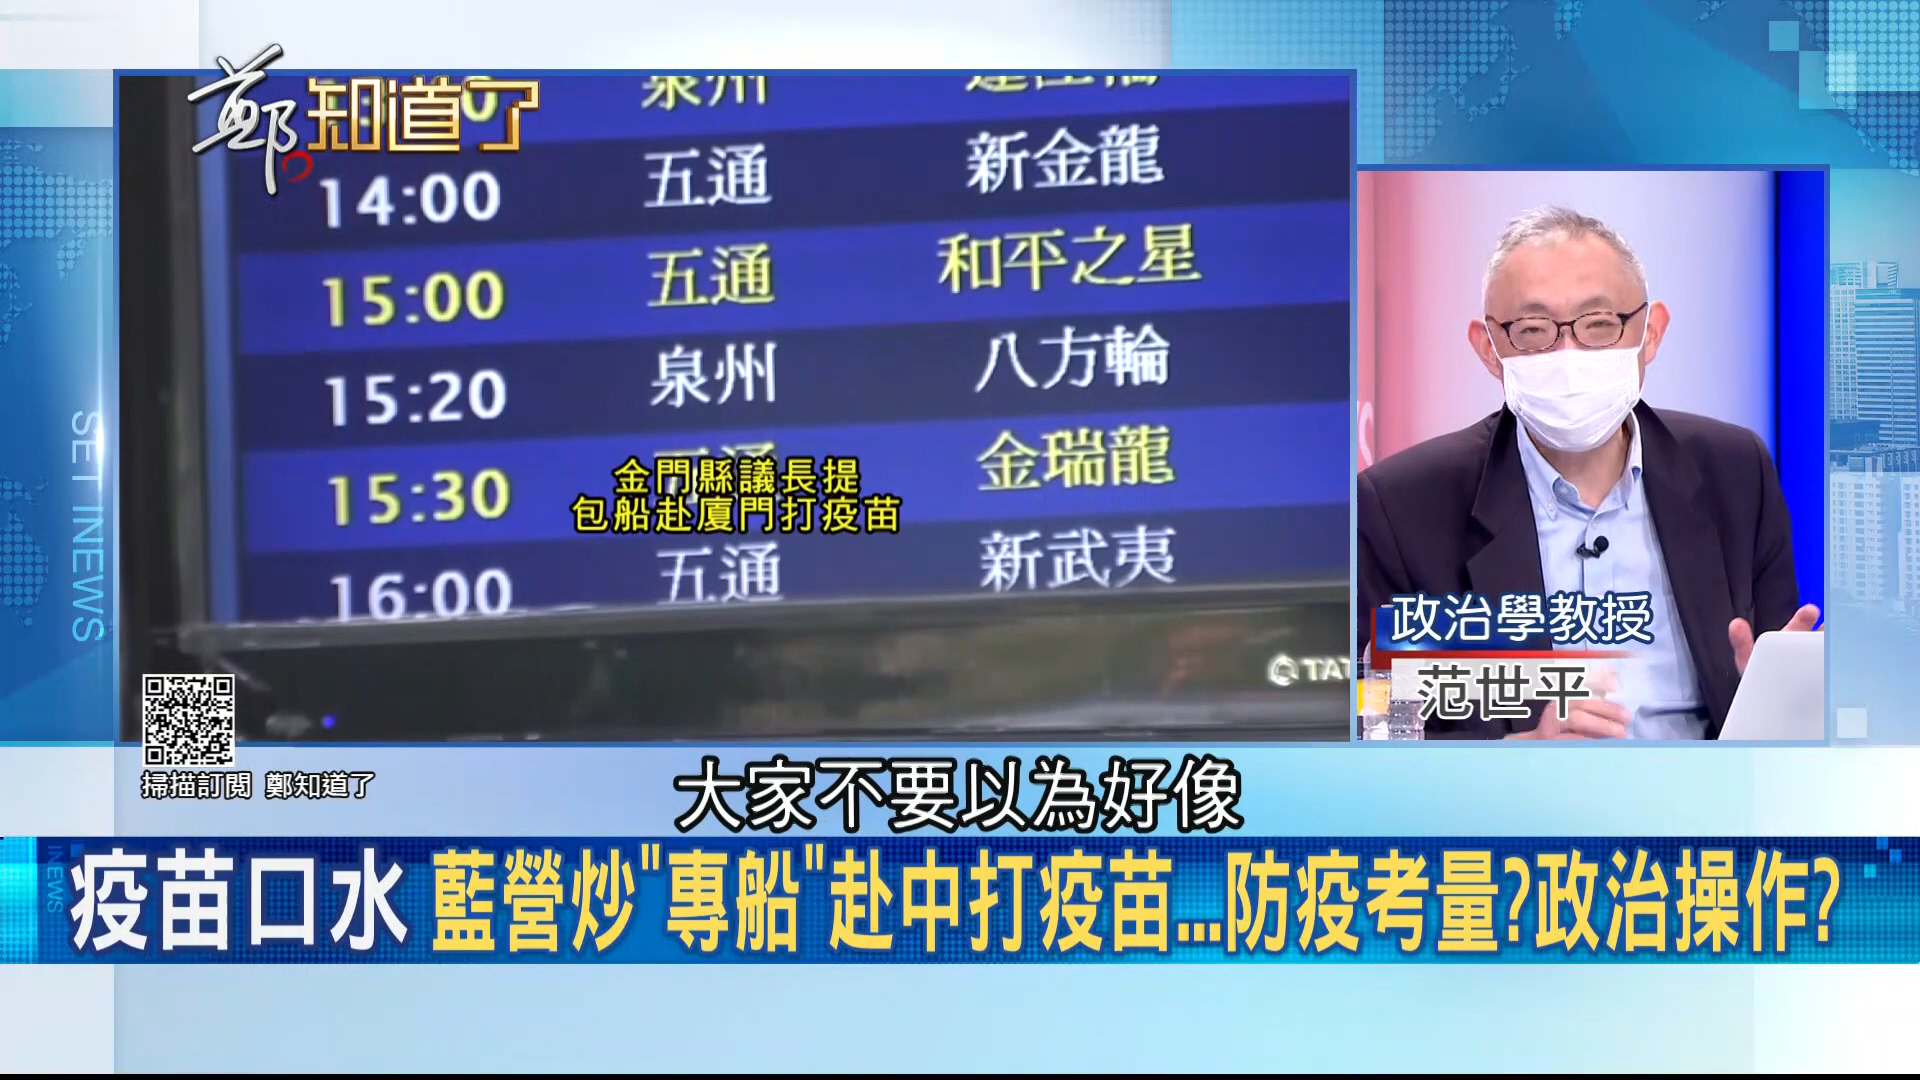 鄭知道了
泉州
14:00 五通 新金龍
15:00 五通 和平之星
15:20 泉州 八方輪
15:30 金瑞龍
16:00 五通 新武夷
金門縣議長提
包船赴廈門打疫苗
SET iNEWS
政治學教授
范世平
掃描訂閱 鄭知道了
大家不要以為好像
iNEWS
疫苗口水 藍營炒"專船"赴中打疫苗...防疫考量?政治操作?